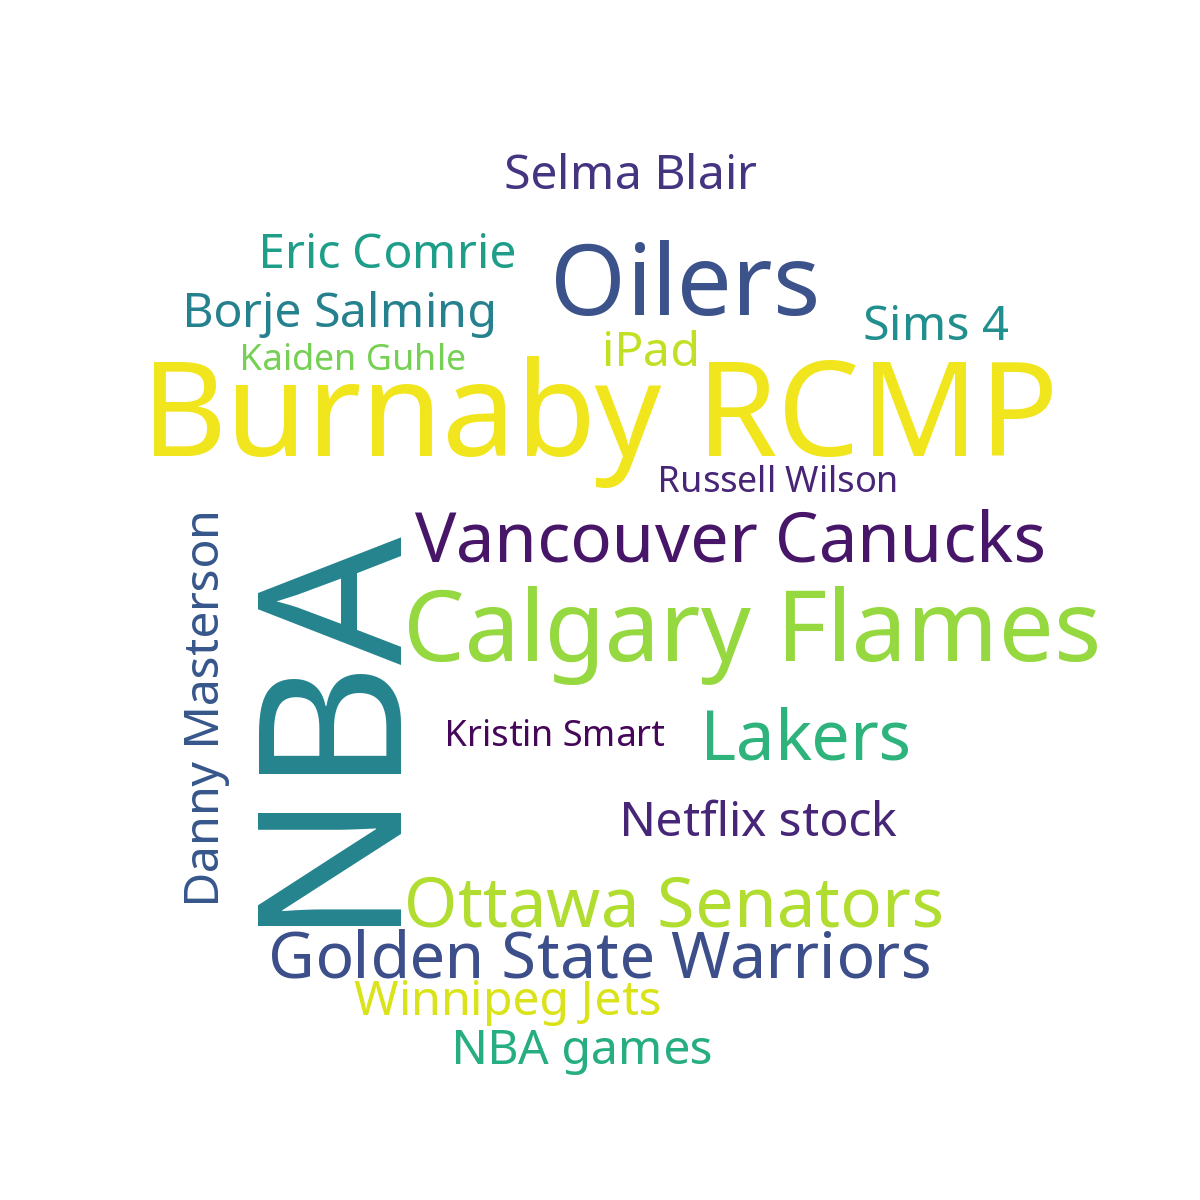 Selma Blair
Eric Comrie
Oilers
Borje Salming
Sims 4
iPad
Kaiden Guhle
Burnaby RCMP
Russell Wilson
Vancouver Canucks
Danny Masterson
NBA
Calgary Flames
Kristin Smart
Lakers
Netflix stock
Ottawa Senators
Golden State Warriors
Winnipeg Jets
NBA games